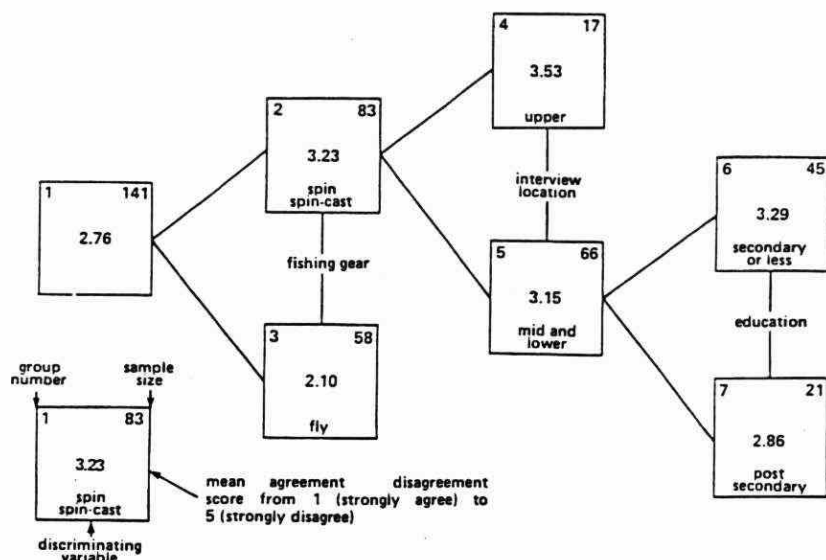 1 141
2.76
2 83
3.23
spin
spin-cast
fishing gear
3 58
2.10
fly
4 17
3.53
upper
interview
location
5 66
3.15
mid and
lower
6 45
3.29
secondary
or less
education
7 21
2.86
post
secondary
group
number
sample
size
1 83
3.23
spin
spin-cast
discriminating
variable
mean agreement disagreement
score from 1 (strongly agree) to
5 (strongly disagree)